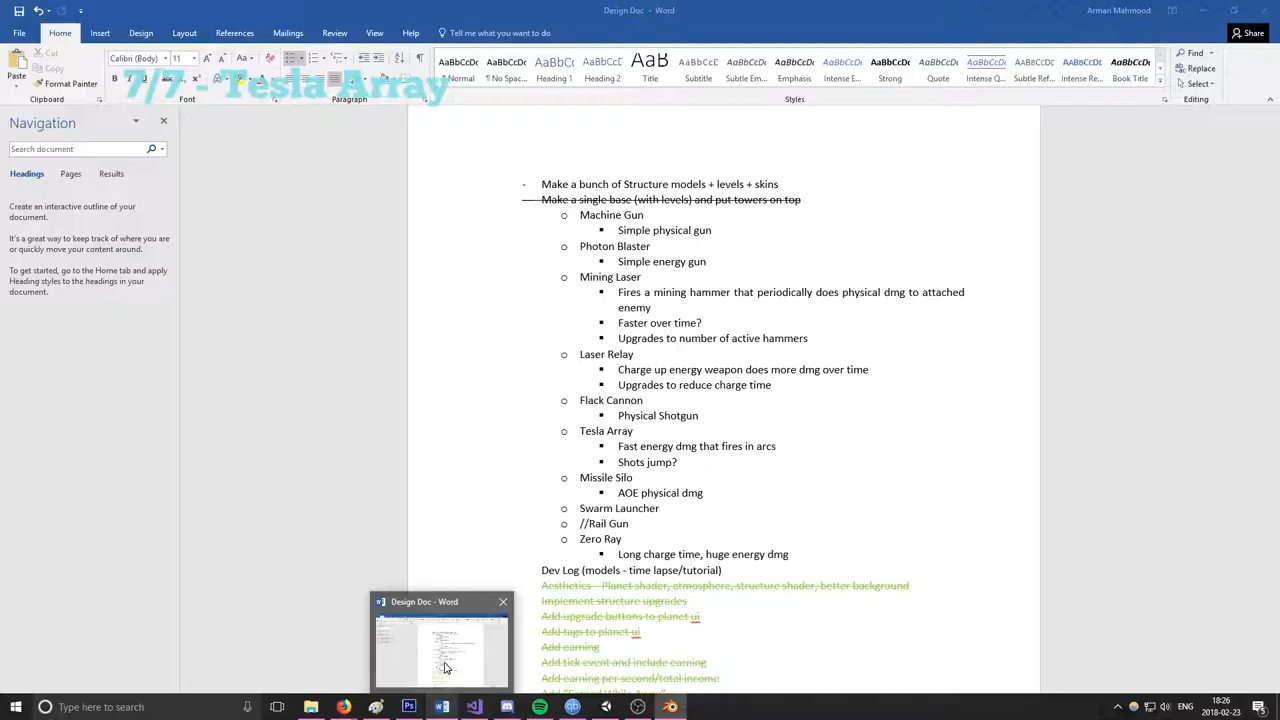 Design Doc - Word
Arman Mahmood
File Home Insert Design Layout References Mailings Review View Help Tell me what you want to do
Share
Cut
Copy
Paste
Format Painter
Clipboard
Calibri (Body) 11
Font
Paragraph
7/7 - Tesla Array
AaBbCcDc AaBbCcDc AaBbCc AaBbCc AaB AaBbCcD AaBbCcDc AaBbCcDc AaBbCcDc AaBbCcDc AaBbCcDc AaBbCcDc AaBbCcDc AaBbCcDc AaBbCcDc
¶ Normal ¶ No Spac... Heading 1 Heading 2 Title Subtitle Subtle Em... Emphasis Intense E... Strong Quote Intense Q... Subtle Ref... Intense Re... Book Title
Styles
Find
Replace
Select
Editing
Navigation
Search document
Headings Pages Results
Create an interactive outline of your
document.
It's a great way to keep track of where you are
or quickly move your content around.
To get started, go to the Home tab and apply
Heading styles to the headings in your
document.
- Make a bunch of Structure models + levels + skins
Make a single base (with levels) and put towers on top
o Machine Gun
▪ Simple physical gun
o Photon Blaster
▪ Simple energy gun
o Mining Laser
▪ Fires a mining hammer that periodically does physical dmg to attached
enemy
▪ Faster over time?
▪ Upgrades to number of active hammers
o Laser Relay
▪ Charge up energy weapon does more dmg over time
▪ Upgrades to reduce charge time
o Flack Cannon
▪ Physical Shotgun
o Tesla Array
▪ Fast energy dmg that fires in arcs
▪ Shots jump?
o Missile Silo
▪ AOE physical dmg
o Swarm Launcher
o //Rail Gun
o Zero Ray
▪ Long charge time, huge energy dmg
Dev Log (models - time lapse/tutorial)
Aesthetics - Planet shader, atmosphere, structure shader, better background
Implement structure upgrades
Add upgrade buttons to planet ui
Add tags to planet ui
Add earning
Add tick event and include earning
Add earning per second/total income
Add "Earned While Away"
Design Doc - Word
Type here to search
ENG
18:26
2018-02-23